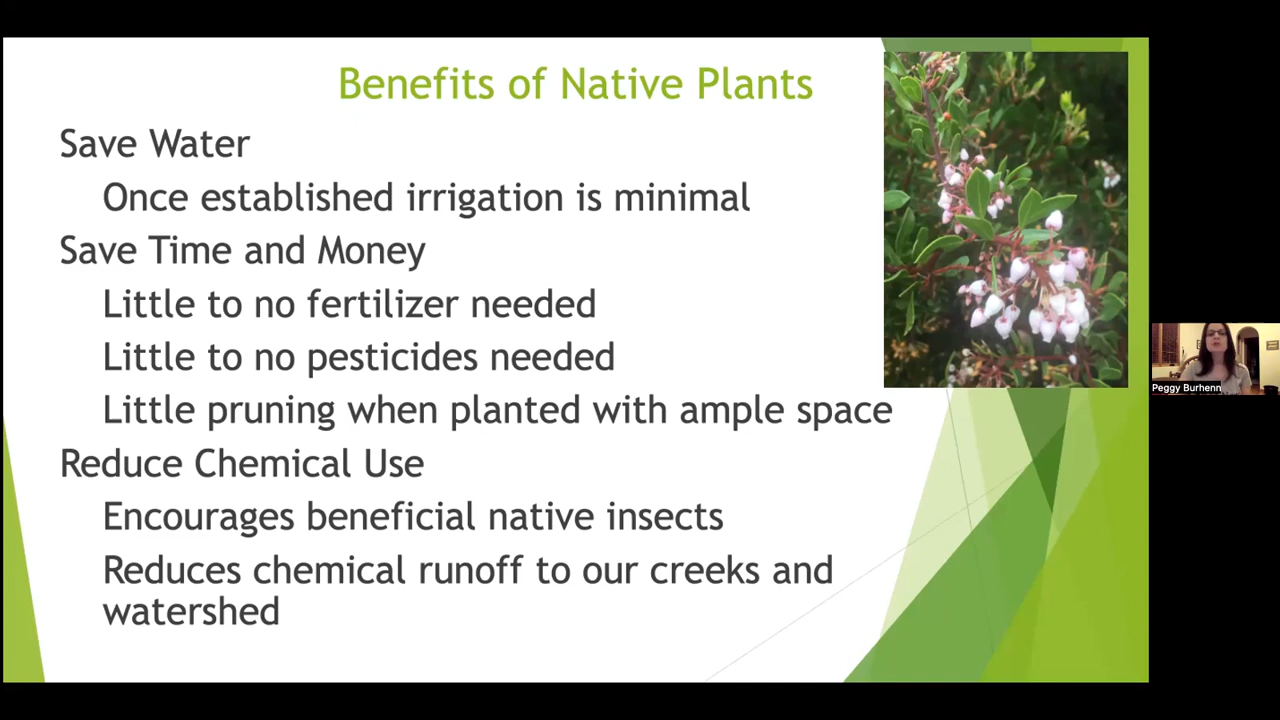 Benefits of Native Plants
Save Water
Once established irrigation is minimal
Save Time and Money
Little to no fertilizer needed
Little to no pesticides needed
Little pruning when planted with ample space
Reduce Chemical Use
Encourages beneficial native insects
Reduces chemical runoff to our creeks and
watershed
Peggy Burhenn